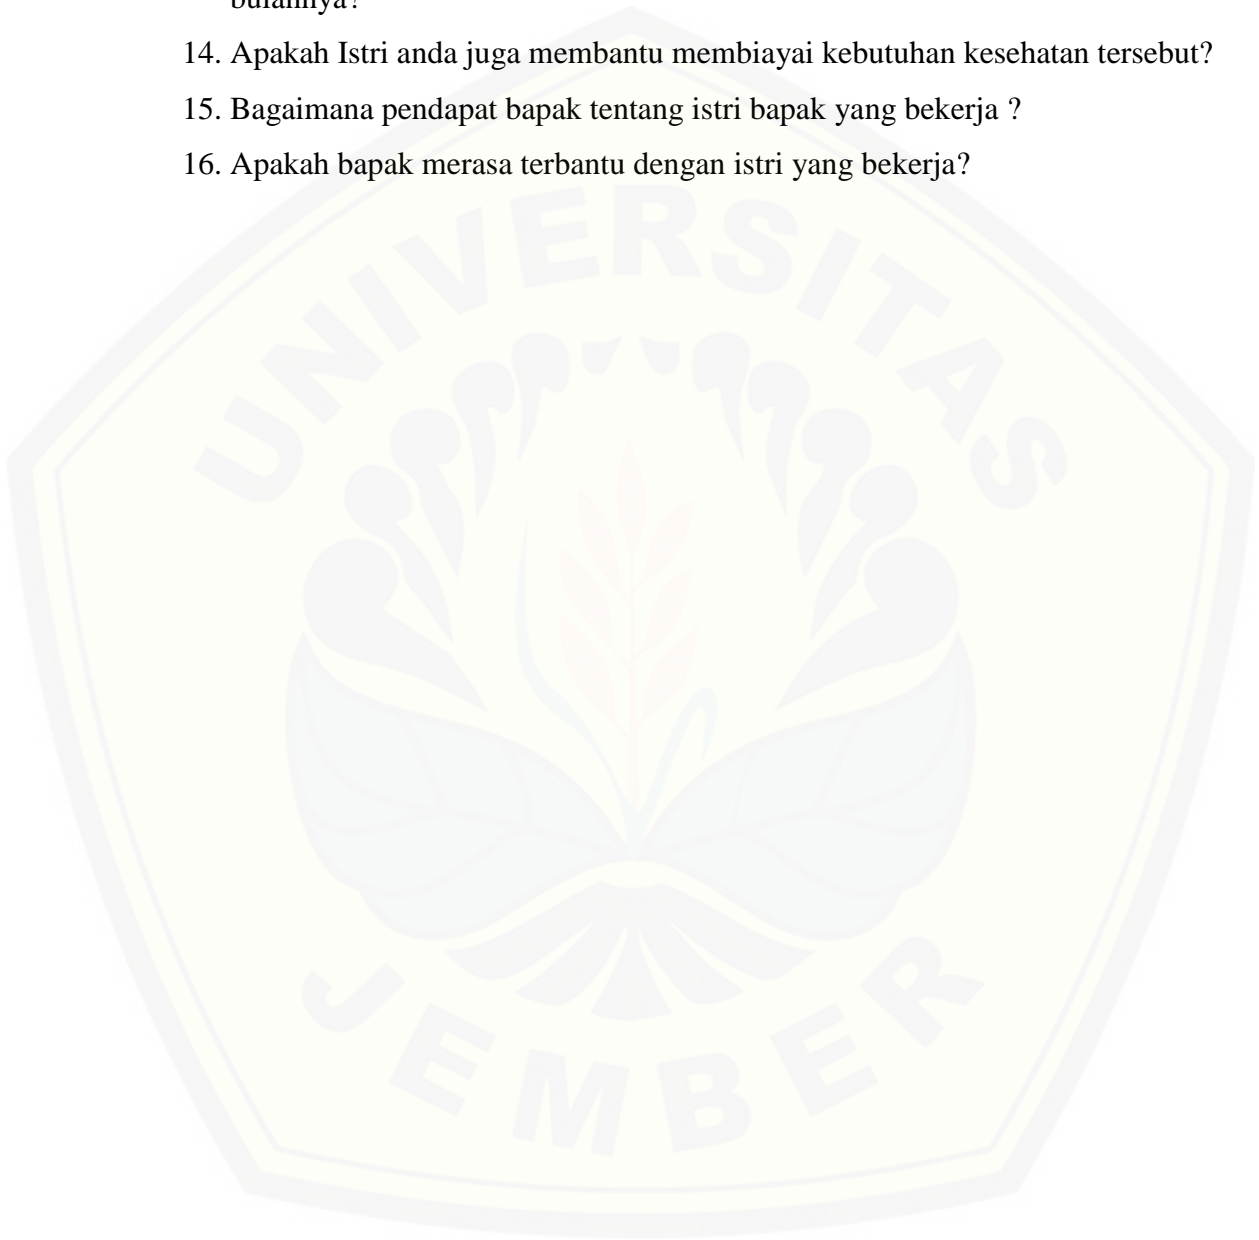 bulannya?
14. Apakah Istri anda juga membantu membiayai kebutuhan kesehatan tersebut?
15. Bagaimana pendapat bapak tentang istri bapak yang bekerja ?
16. Apakah bapak merasa terbantu dengan istri yang bekerja?
UNIVERSITAS
JEMBER